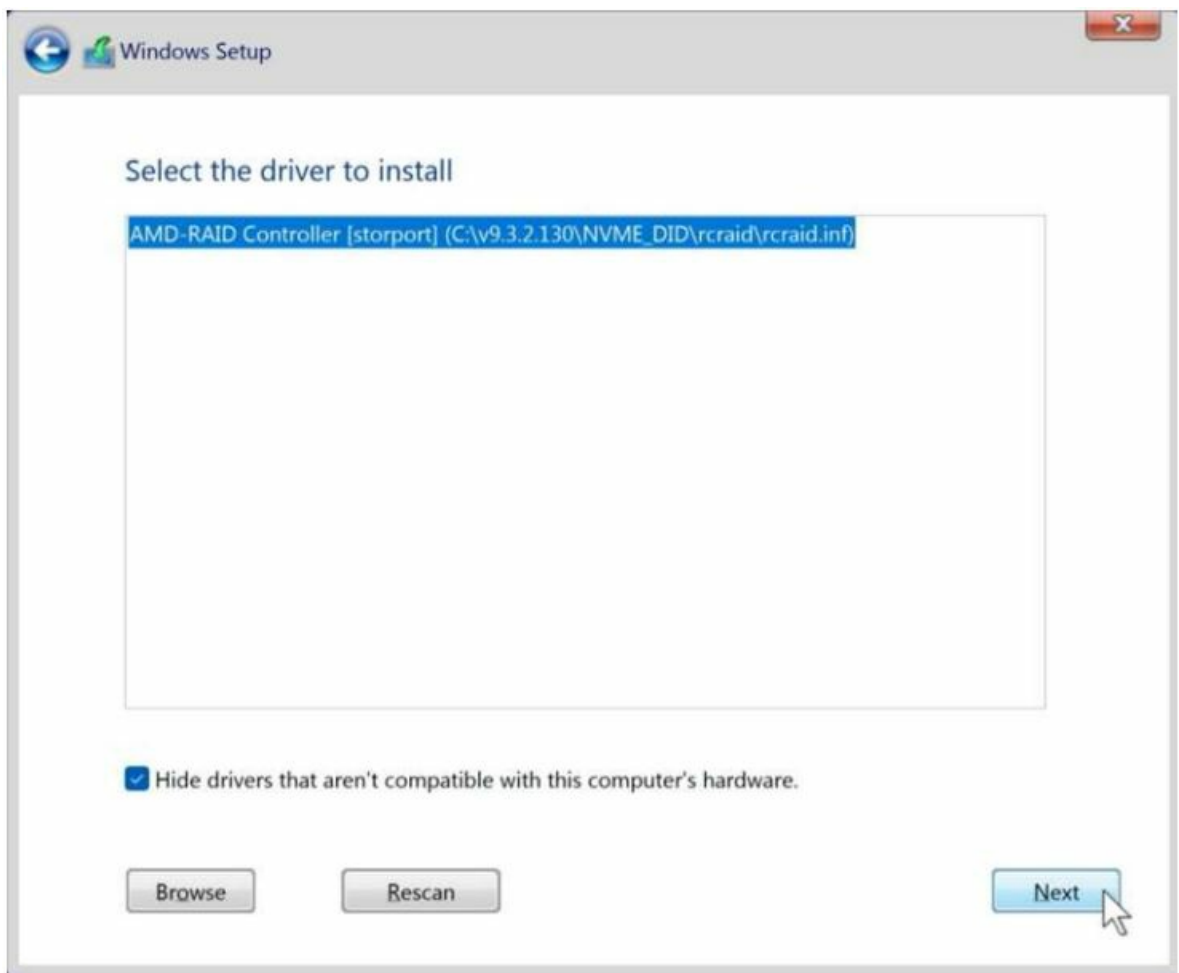 Windows Setup
Select the driver to install
AMD-RAID Controller [storport] (C:\v9.3.2.130\NVME_DID\rcraid\rcraid.inf)
Hide drivers that aren't compatible with this computer's hardware.
Browse
Rescan
Next